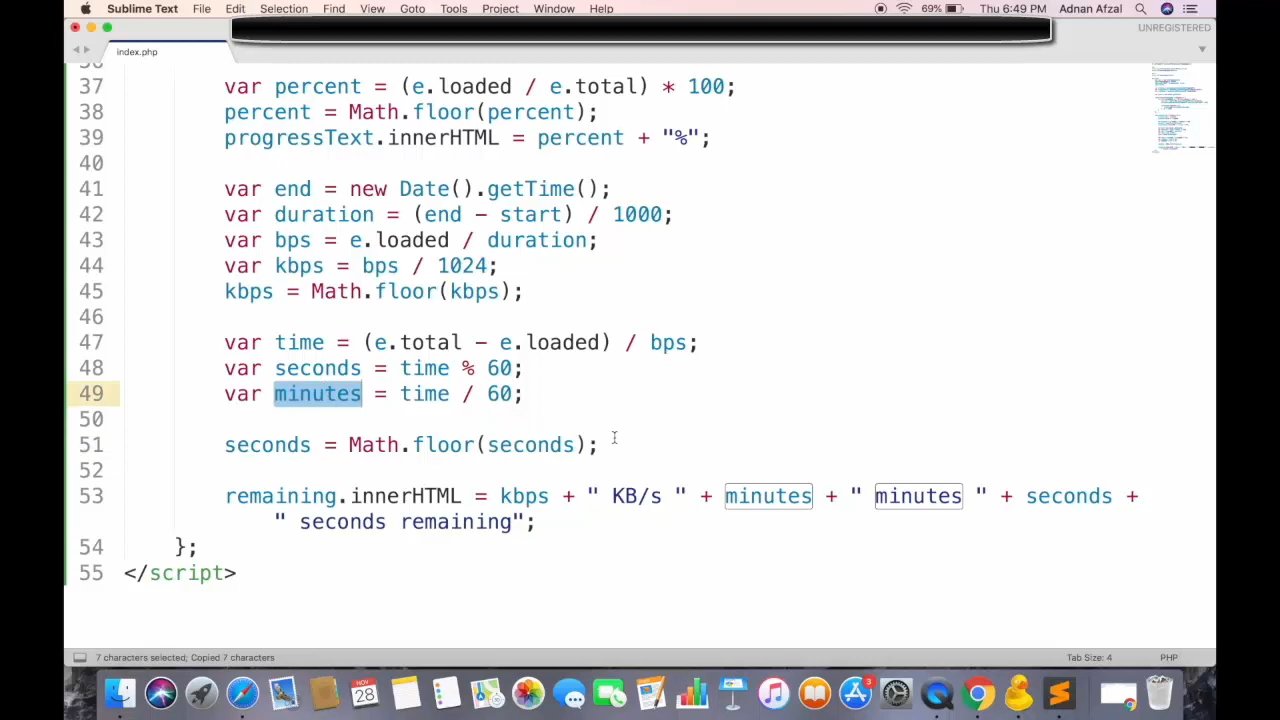 Sublime Text File Edit Selection Find View Goto Tools Project Window Help 69% Thu 6:49 PM Adnan Afzal
UNREGISTERED
index.php
37 var percent = (e.loaded / e.total) * 100;
38 percent = Math.floor(percent);
39 progressText.innerHTML = percent + "%";
40
41 var end = new Date().getTime();
42 var duration = (end - start) / 1000;
43 var bps = e.loaded / duration;
44 var kbps = bps / 1024;
45 kbps = Math.floor(kbps);
46
47 var time = (e.total - e.loaded) / bps;
48 var seconds = time % 60;
49 var minutes = time / 60;
50
51 seconds = Math.floor(seconds);
52
53 remaining.innerHTML = kbps + " KB/s " + minutes + " minutes " + seconds +
" seconds remaining";
54 };
55 </script>
7 characters selected; Copied 7 characters Tab Size: 4 PHP
NOV
28
3